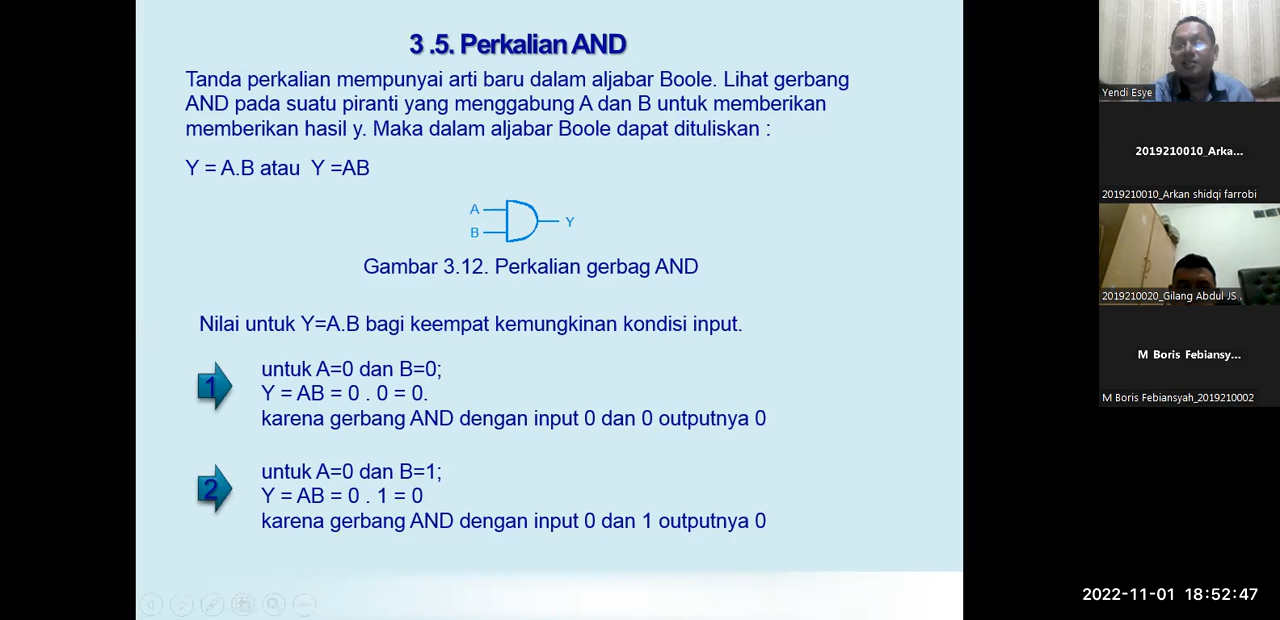 3 .5. Perkalian AND
Tanda perkalian mempunyai arti baru dalam aljabar Boole. Lihat gerbang
AND pada suatu piranti yang menggabung A dan B untuk memberikan
memberikan hasil y. Maka dalam aljabar Boole dapat dituliskan :
Y = A.B atau Y =AB
A
B
Y
Gambar 3.12. Perkalian gerbag AND
Nilai untuk Y=A.B bagi keempat kemungkinan kondisi input.
1
untuk A=0 dan B=0;
Y = AB = 0 . 0 = 0.
karena gerbang AND dengan input 0 dan 0 outputnya 0
2
untuk A=0 dan B=1;
Y = AB = 0 . 1 = 0
karena gerbang AND dengan input 0 dan 1 outputnya 0
Yendi Esye
2019210010_Arka...
2019210010_Arkan shidqi farrobi
2019210020_Gilang Abdul JS .
M Boris Febiansy...
M Boris Febiansyah_2019210002
2022-11-01 18:52:47